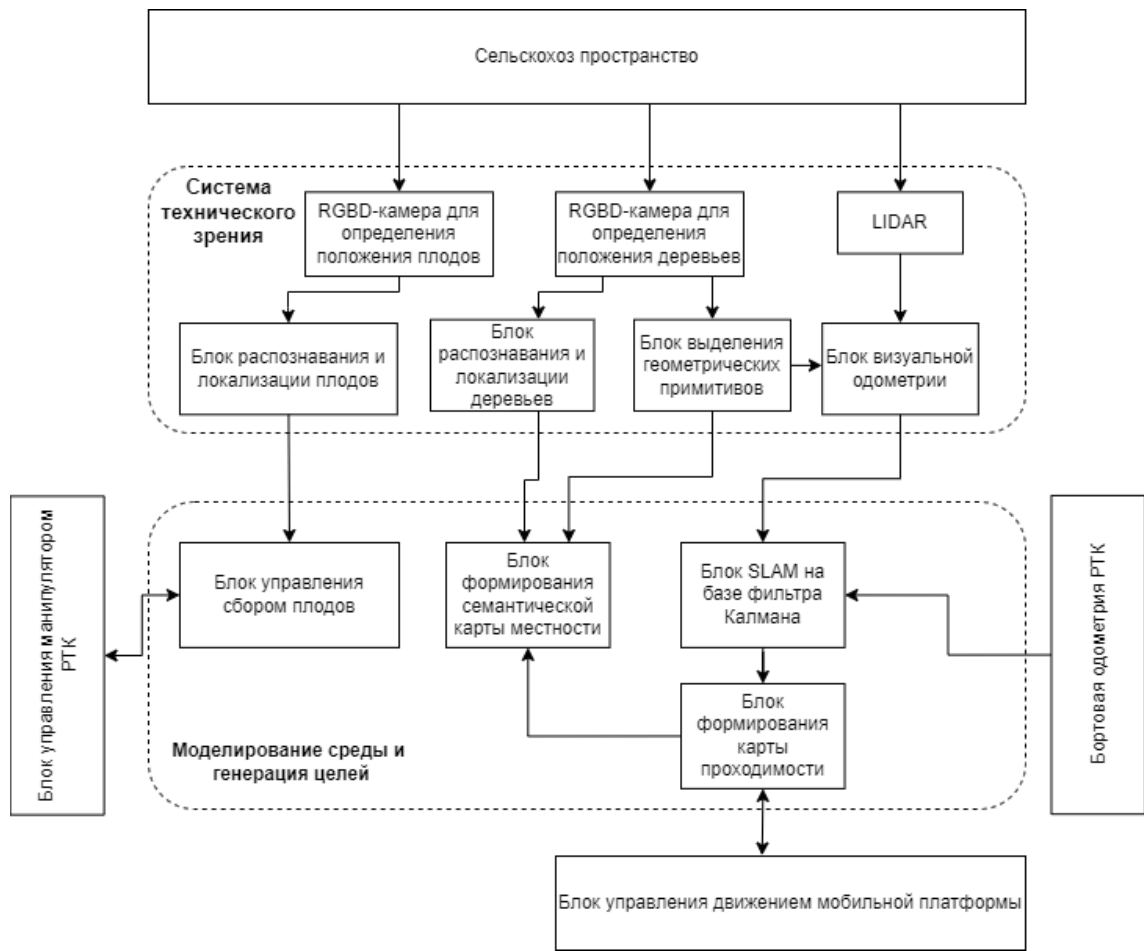 Сельскохоз пространство
Система
технического
зрения
RGBD-камера для
определения
положения плодов
RGBD-камера для
определения
положения деревьев
LIDAR
Блок распознавания и
локализации плодов
Блок
распознавания и
локализации
деревьев
Блок выделения
геометрических
примитивов
Блок визуальной
одометрии
Блок управления манипулятором
РТК
Блок управления
сбором плодов
Блок
формирования
семантической
карты местности
Блок SLAM на
базе фильтра
Калмана
Бортовая одометрия РТК
Моделирование среды и
генерация целей
Блок
формирования
карты
проходимости
Блок управления движением мобильной платформы